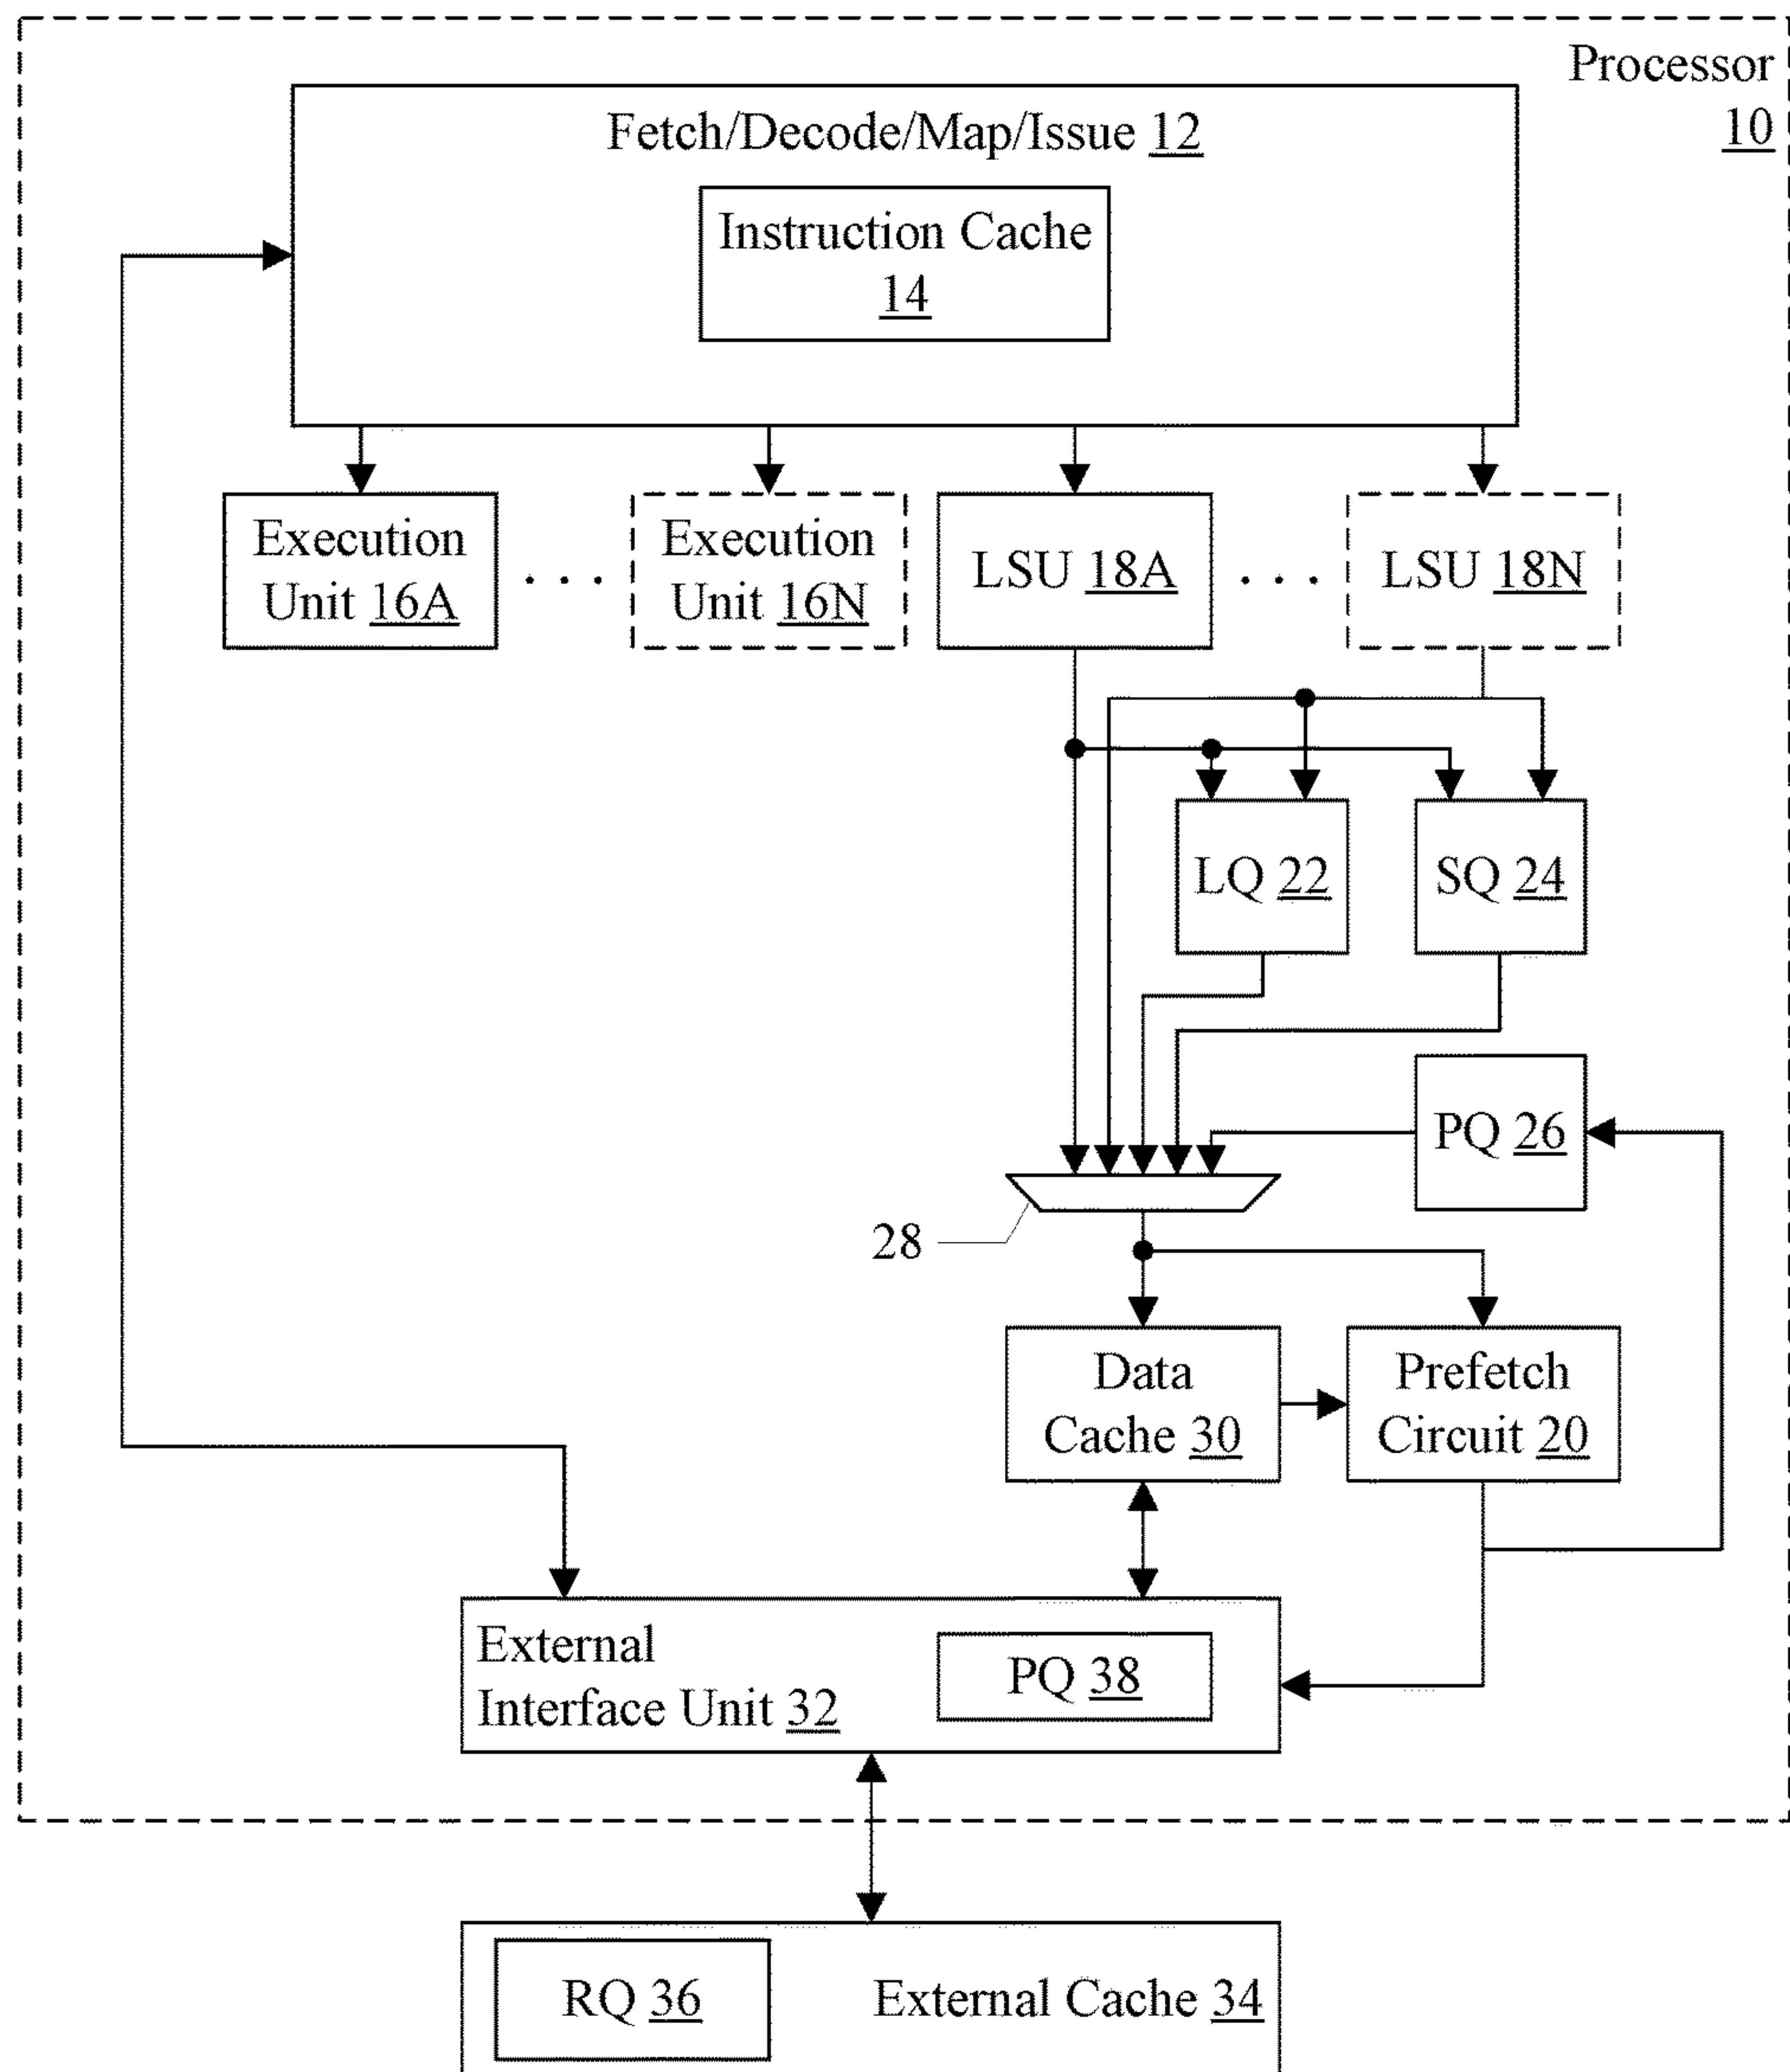 Processor
10
Fetch/Decode/Map/Issue 12
Instruction Cache
14
Execution
Unit 16A
. . .
Execution
Unit 16N
LSU 18A
. . .
LSU 18N
LQ 22
SQ 24
PQ 26
28
Data
Cache 30
Prefetch
Circuit 20
External
Interface Unit 32
PQ 38
RQ 36
External Cache 34